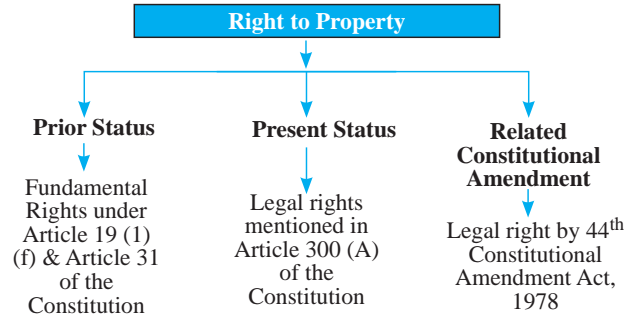 Right to Property
Prior Status
Fundamental
Rights under
Article 19 (1)
(f) & Article 31
of the
Constitution
Present Status
Legal rights
mentioned in
Article 300 (A)
of the
Constitution
Related
Constitutional
Amendment
Legal right by 44th
Constitutional
Amendment Act,
1978